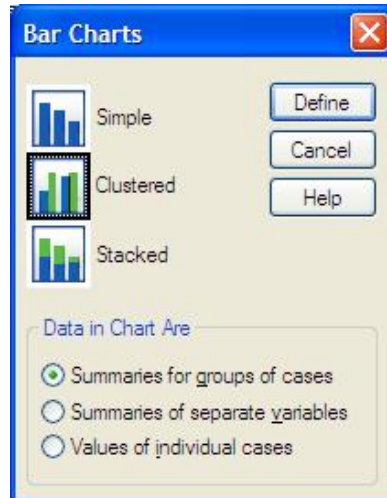 Bar Charts
Simple
Clustered
Stacked
Define
Cancel
Help
Data in Chart Are
Summaries for groups of cases
Summaries of separate variables
Values of individual cases